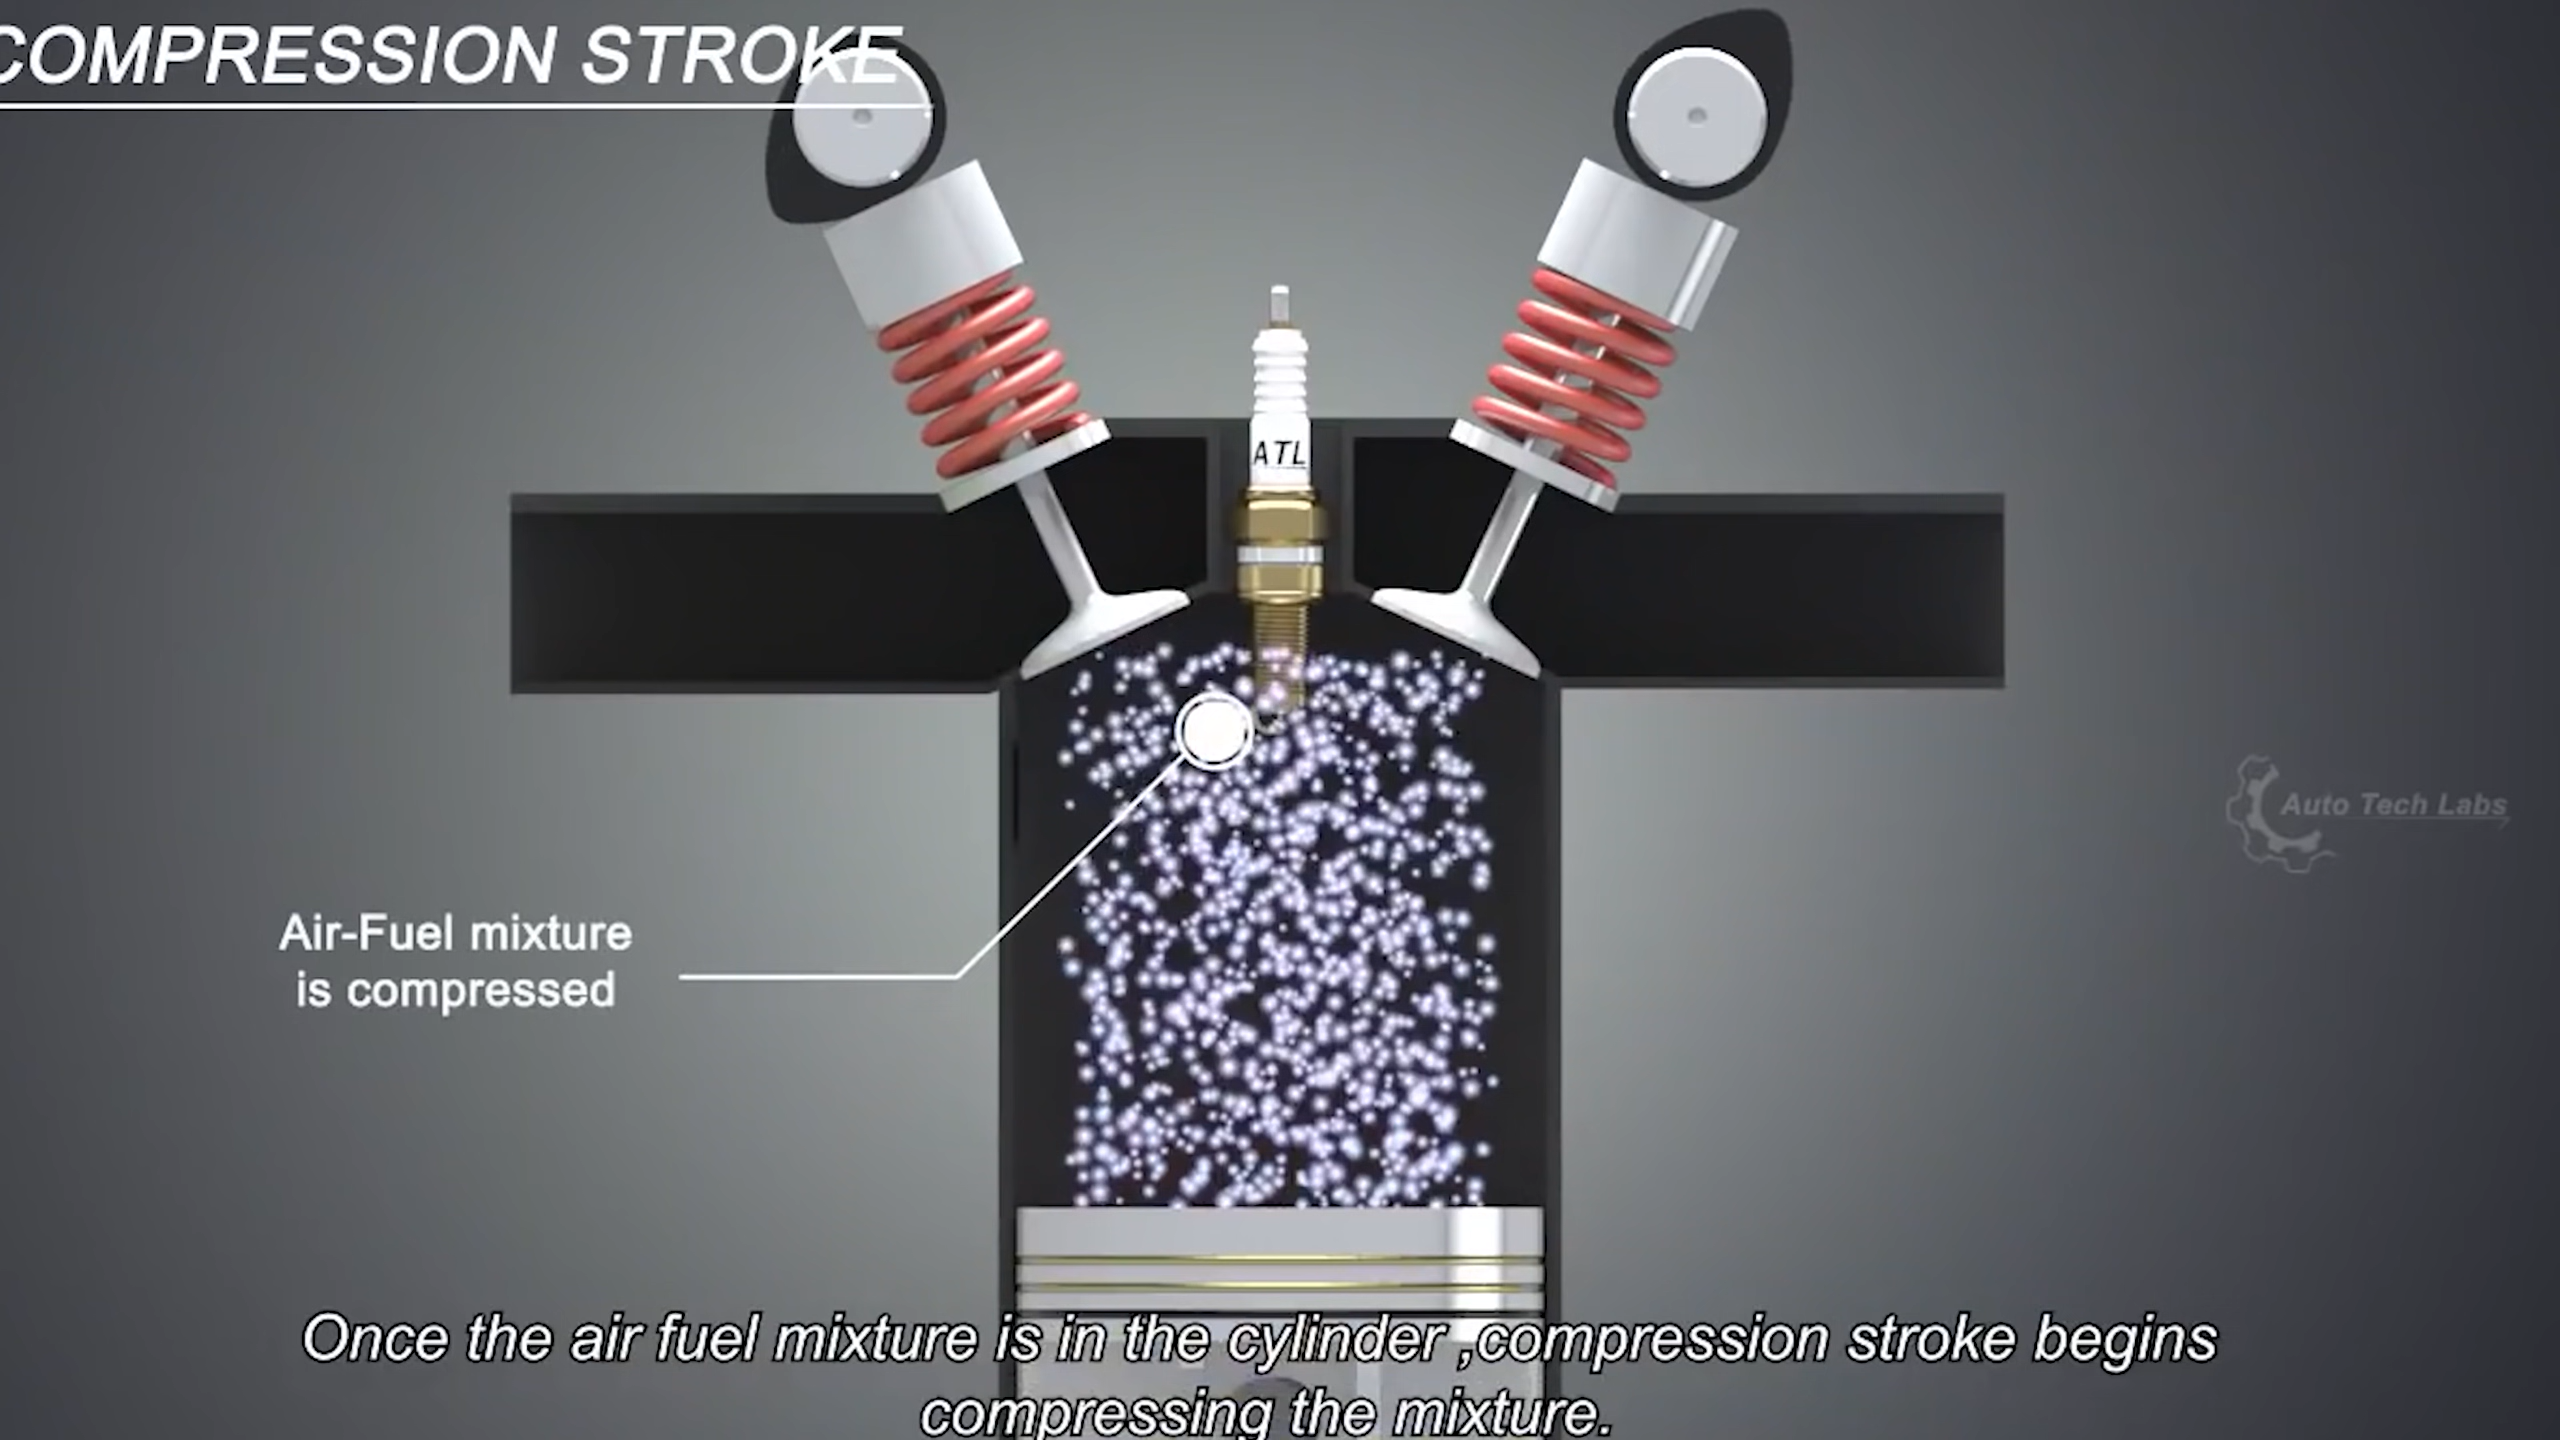 COMPRESSION STROKE
ATL
Auto Tech Labs
Air-Fuel mixture
is compressed
Once the air fuel mixture is in the cylinder ,compression stroke begins
compressing the mixture.